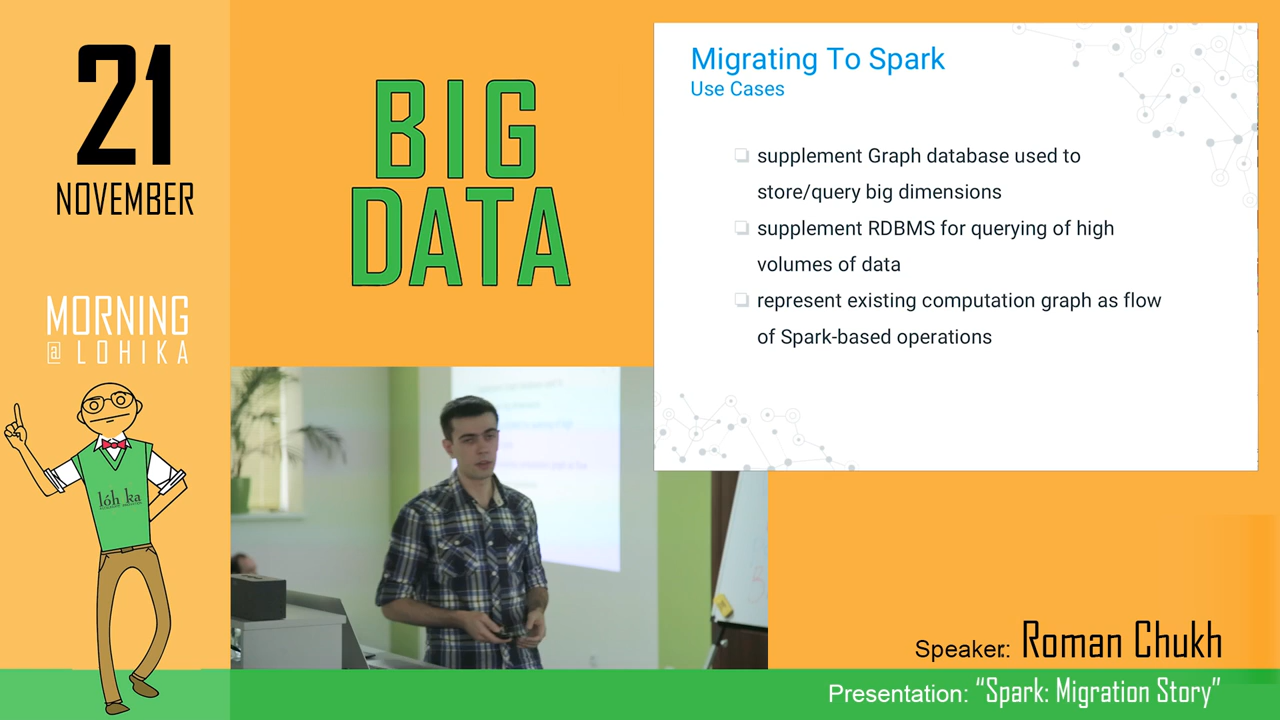 21
NOVEMBER
MORNING
@ LOHIKA
lóh ka
BIG
DATA
Migrating To Spark
Use Cases
supplement Graph database used to
store/query big dimensions
supplement RDBMS for querying of high
volumes of data
represent existing computation graph as flow
of Spark-based operations
Speaker: Roman Chukh
Presentation: “Spark: Migration Story”